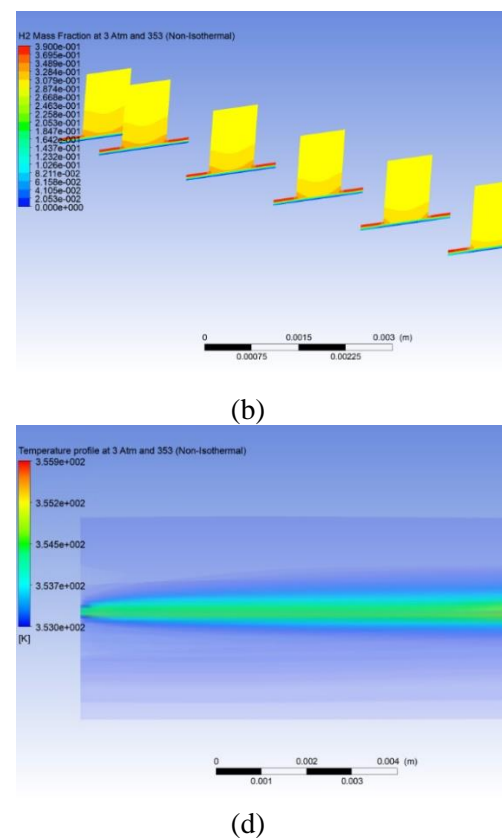 H2 Mass Fraction at 3 Atm and 353 (Non-Isothermal)
3.900e-001
3.695e-001
3.489e-001
3.284e-001
3.079e-001
2.874e-001
2.668e-001
2.463e-001
2.258e-001
2.053e-001
1.847e-001
1.642e-001
1.437e-001
1.232e-001
1.026e-001
8.211e-002
6.158e-002
4.105e-002
2.053e-002
0.000e+000
0 0.0015 0.003 (m)
0.00075 0.00225
(b)
Temperature profile at 3 Atm and 353 (Non-Isothermal)
3.559e+002
3.552e+002
3.545e+002
3.537e+002
3.530e+002
[K]
0 0.002 0.004 (m)
0.001 0.003
(d)